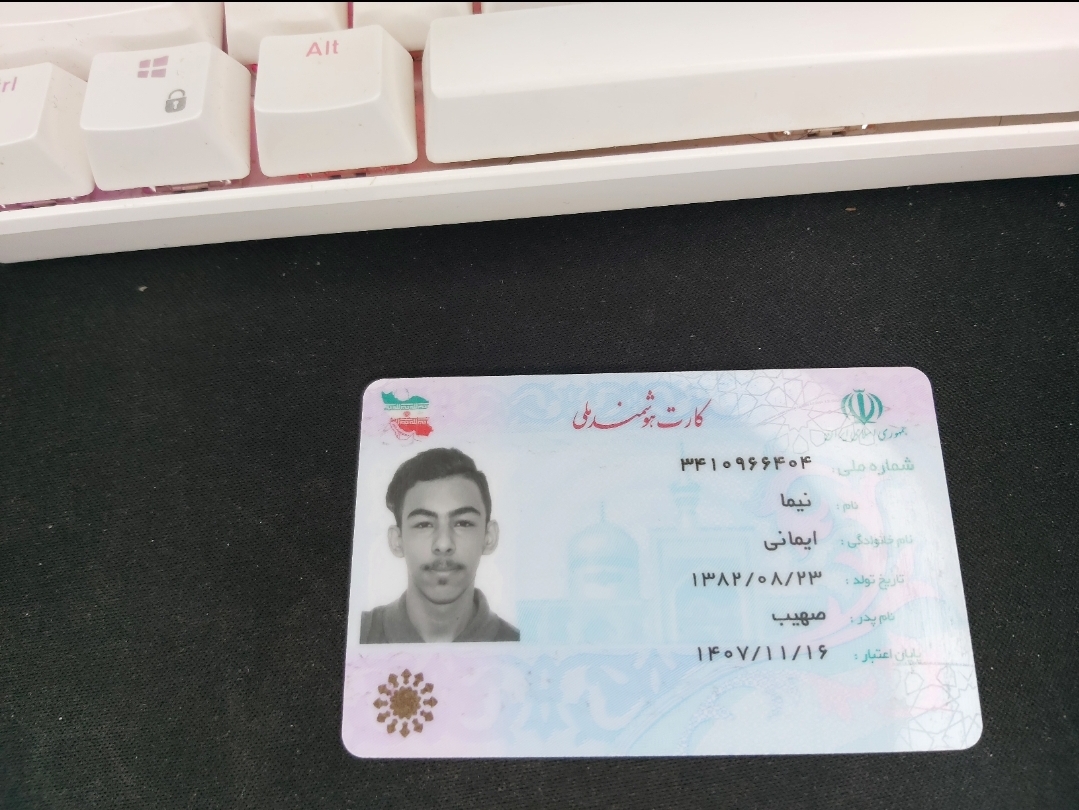 Alt
rl
کارت هوشمند ملی
جمهوری اسلامی ایران
شماره ملی: ۳۴۱۰۹۶۶۴۰۴
نام: نیما
نام خانوادگی: ایمانی
تاریخ تولد: ۱۳۸۲/۰۸/۲۳
نام پدر: صهیب
پایان اعتبار: ۱۴۰۷/۱۱/۱۶